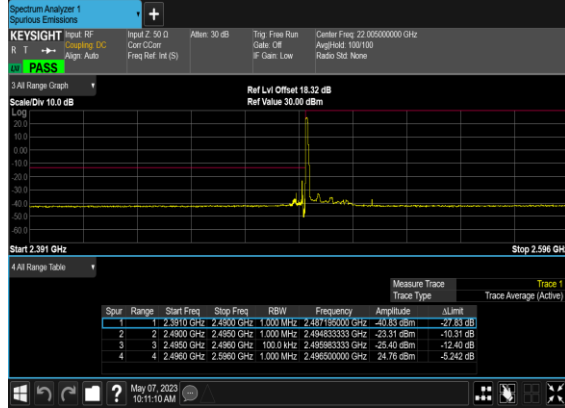 Spectrum Analyzer 1
Spurious Emissions
+
KEYSIGHT
R T
PASS
Input: RF
Coupling: DC
Align: Auto
Input Z: 50 Ω
Corr CCorr
Freq Ref: Int (S)
Atten: 30 dB
Trig: Free Run
Gate: Off
IF Gain: Low
Center Freq: 22.005000000 GHz
Avg|Hold: 100/100
Radio Std: None
3 All Range Graph
Scale/Div 10.0 dB
Ref Lvl Offset 18.32 dB
Ref Value 30.00 dBm
Log
20.0
10.0
0.00
-10.0
-20.0
-30.0
-40.0
-50.0
-60.0
Start 2.391 GHz
Stop 2.596 GH
4 All Range Table
Measure Trace Trace 1
Trace Type Trace Average (Active)
Spur Range Start Freq Stop Freq RBW Frequency Amplitude ΔLimit
1 1 2.3910 GHz 2.4900 GHz 1.000 MHz 2.487195000 GHz -40.83 dBm -27.83 dB
2 2 2.4900 GHz 2.4950 GHz 1.000 MHz 2.494833333 GHz -23.31 dBm -10.31 dB
3 3 2.4950 GHz 2.4960 GHz 100.0 kHz 2.495983333 GHz -25.40 dBm -12.40 dB
4 4 2.4960 GHz 2.5960 GHz 1.000 MHz 2.496500000 GHz 24.76 dBm -5.242 dB
?
May 07, 2023
10:11:10 AM